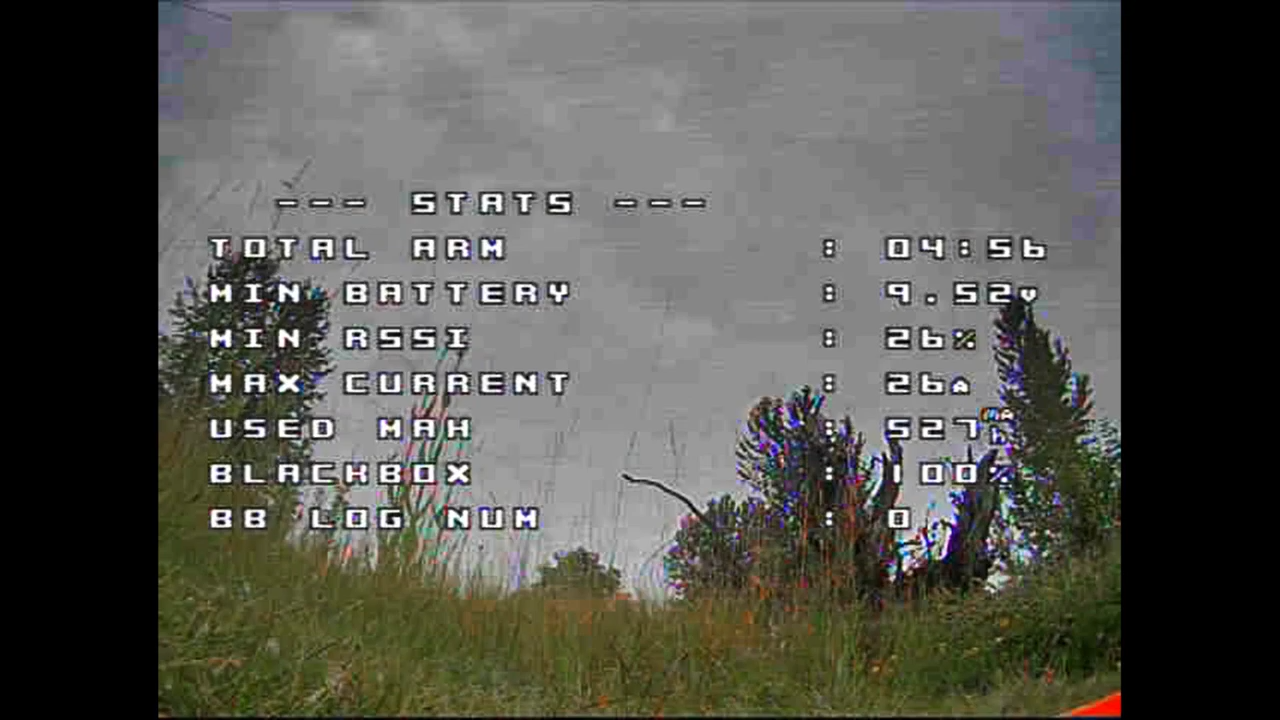 --- STATS ---
TOTAL ARM : 04:56
MIN BATTERY : 9.52V
MIN RSSI : 26%
MAX CURRENT : 26A
USED MAH : 527mAh
BLACKBOX : 100%
BB LOG NUM : 0